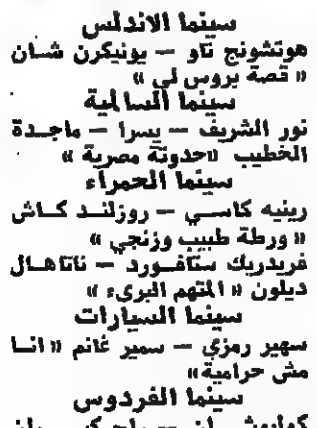 سينما الاندلس
هوتشونج تاو — يونيكرن شان
« قصة بروس لي »
سينما السالمية
نور الشريف — يسرا — ماجدة
الخطيب «حدوتة مصرية »
سينما الحمراء
رينيه كاسي — روزلند كاش
« ورطة طبيب وزنجي »
فريدريك ستافورد — ناتاهال
ديلون « المتهم البريء »
سينما السيارات
سهير رمزي — سمير غانم « انا
مش حرامية»
سينما الفردوس